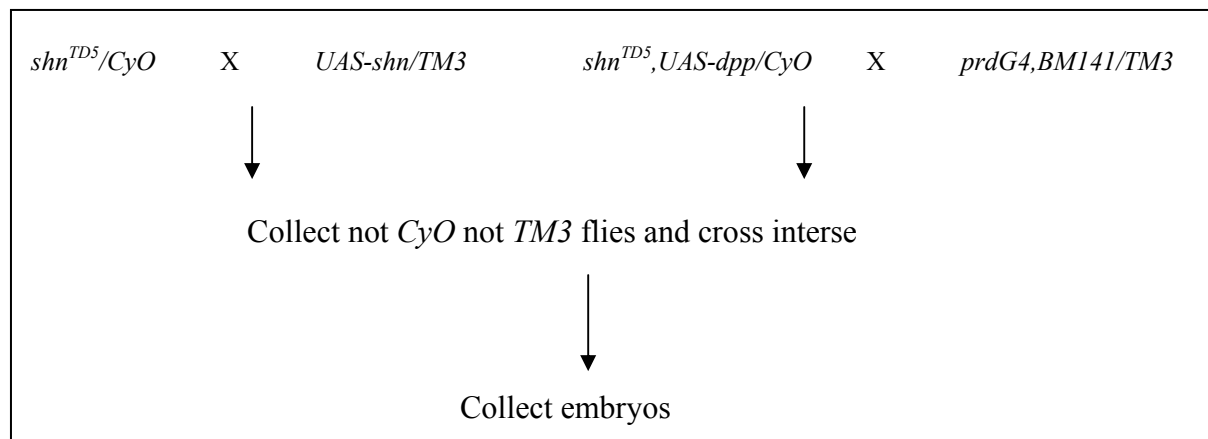 shn^TD5/CyO X UAS-shn/TM3 shn^TD5,UAS-dpp/CyO X prdG4,BM141/TM3
Collect not CyO not TM3 flies and cross interse
Collect embryos